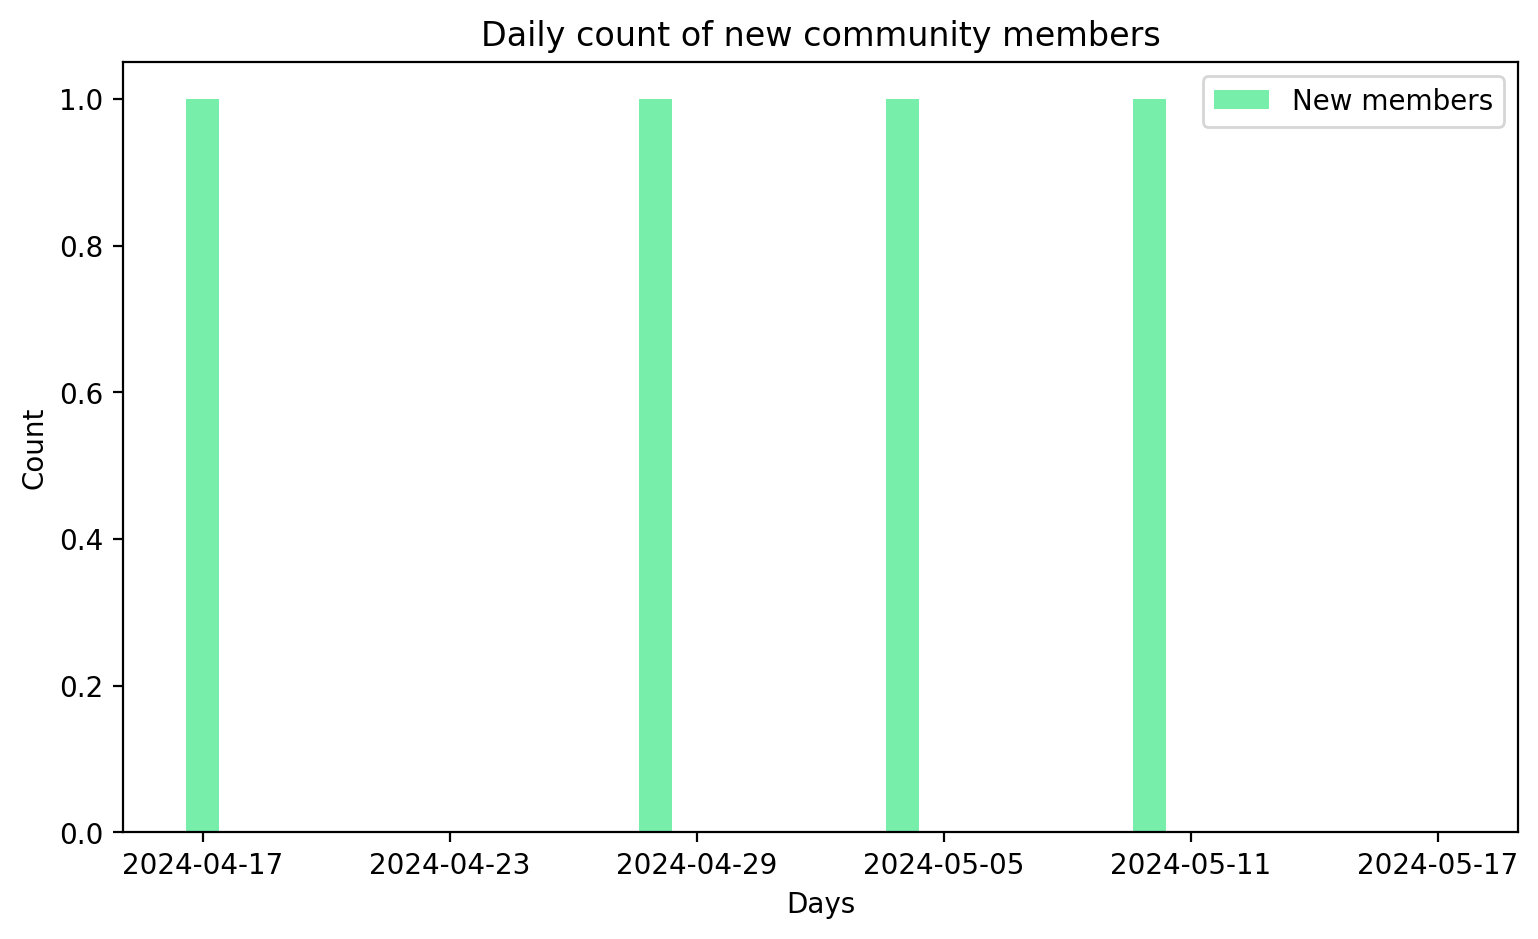 Daily count of new community members
New members
1.0
0.8
0.6
0.4
0.2
0.0
Count
2024-04-17 2024-04-23 2024-04-29 2024-05-05 2024-05-11 2024-05-17
Days